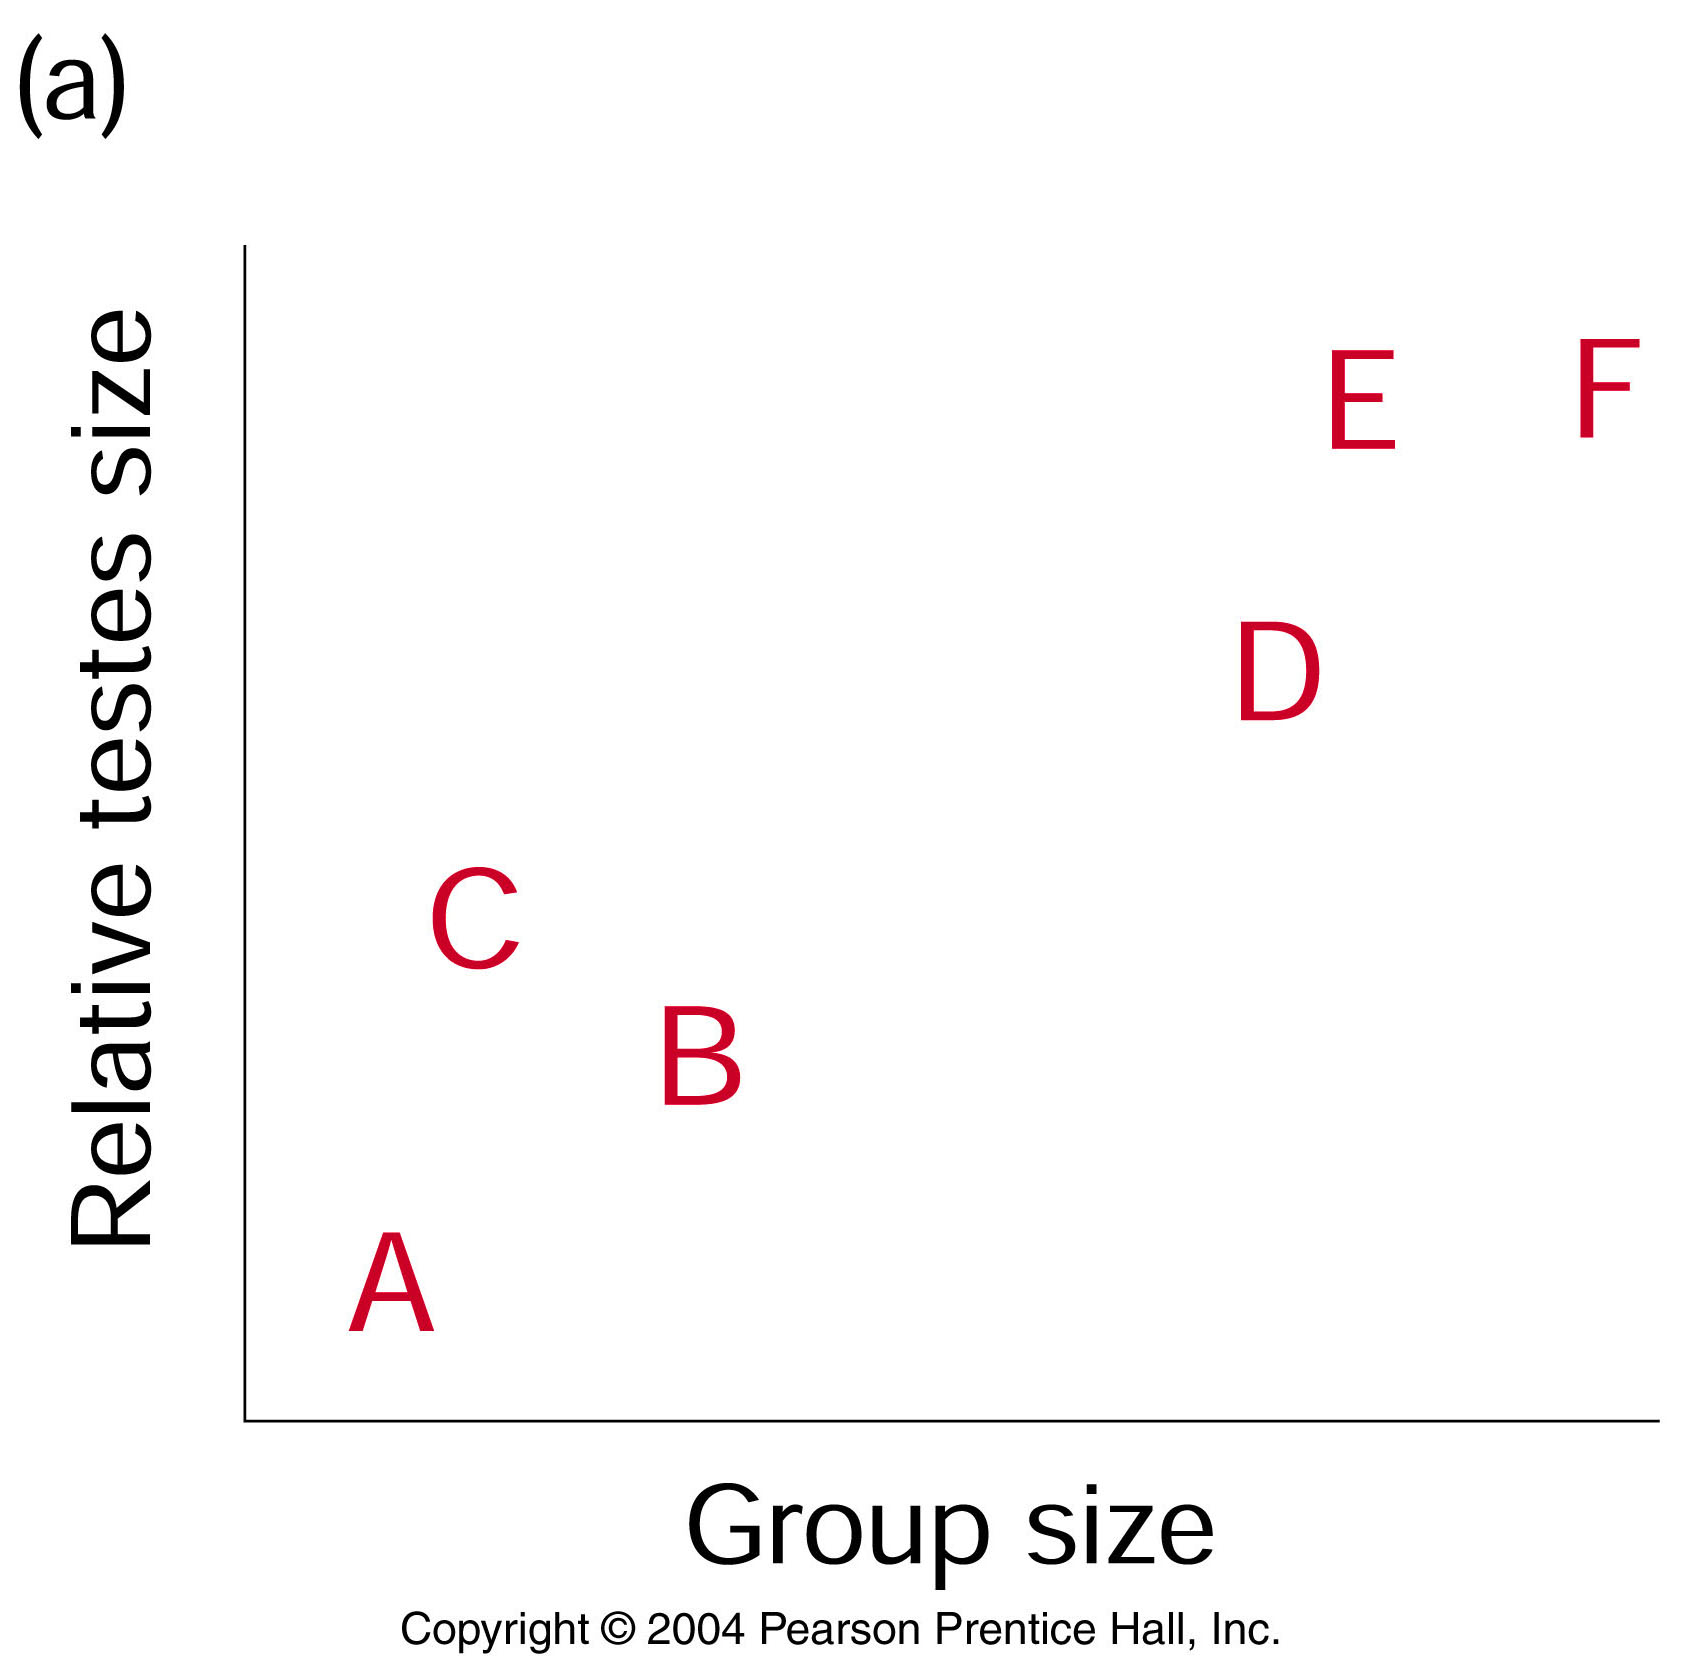 (a)
Relative testes size
E F
D
C
B
A
Group size
Copyright © 2004 Pearson Prentice Hall, Inc.